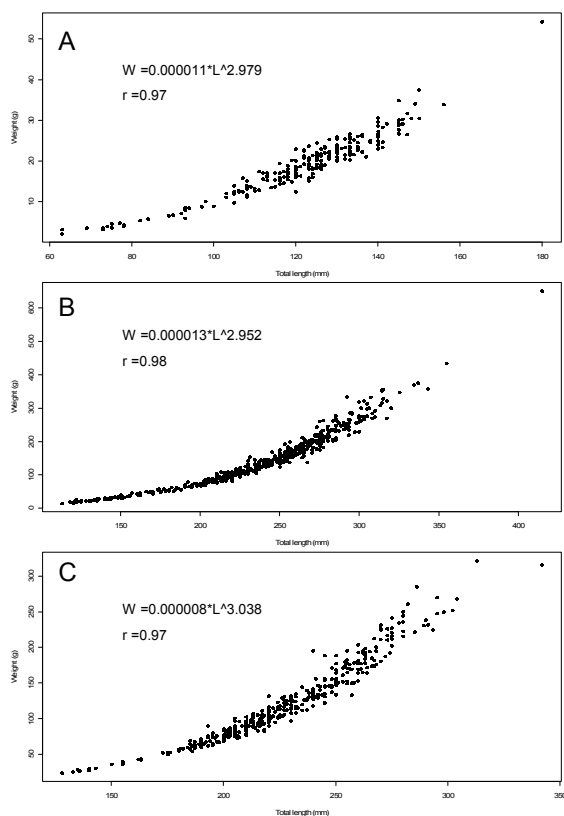 A
W =0.000011*L^2.979
r =0.97
Weight (g)
50
40
30
20
10
60 80 100 120 140 160 180
Total length (mm)
B
W =0.000013*L^2.952
r =0.98
Weight (g)
600
500
400
300
200
100
0
150 200 250 300 350 400
Total length (mm)
C
W =0.000008*L^3.038
r =0.97
Weight (g)
300
250
200
150
100
50
150 200 250 300 350
Total length (mm)